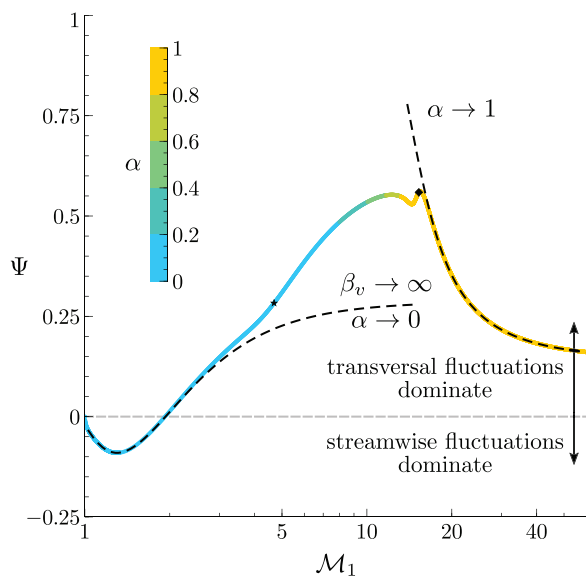 1
0.75
0.5
0.25
0
−0.25
Ψ
α
1
0.8
0.6
0.4
0.2
0
α → 1
β_v → ∞
α → 0
transversal fluctuations
dominate
streamwise fluctuations
dominate
1
5
10
20
40
ℳ₁